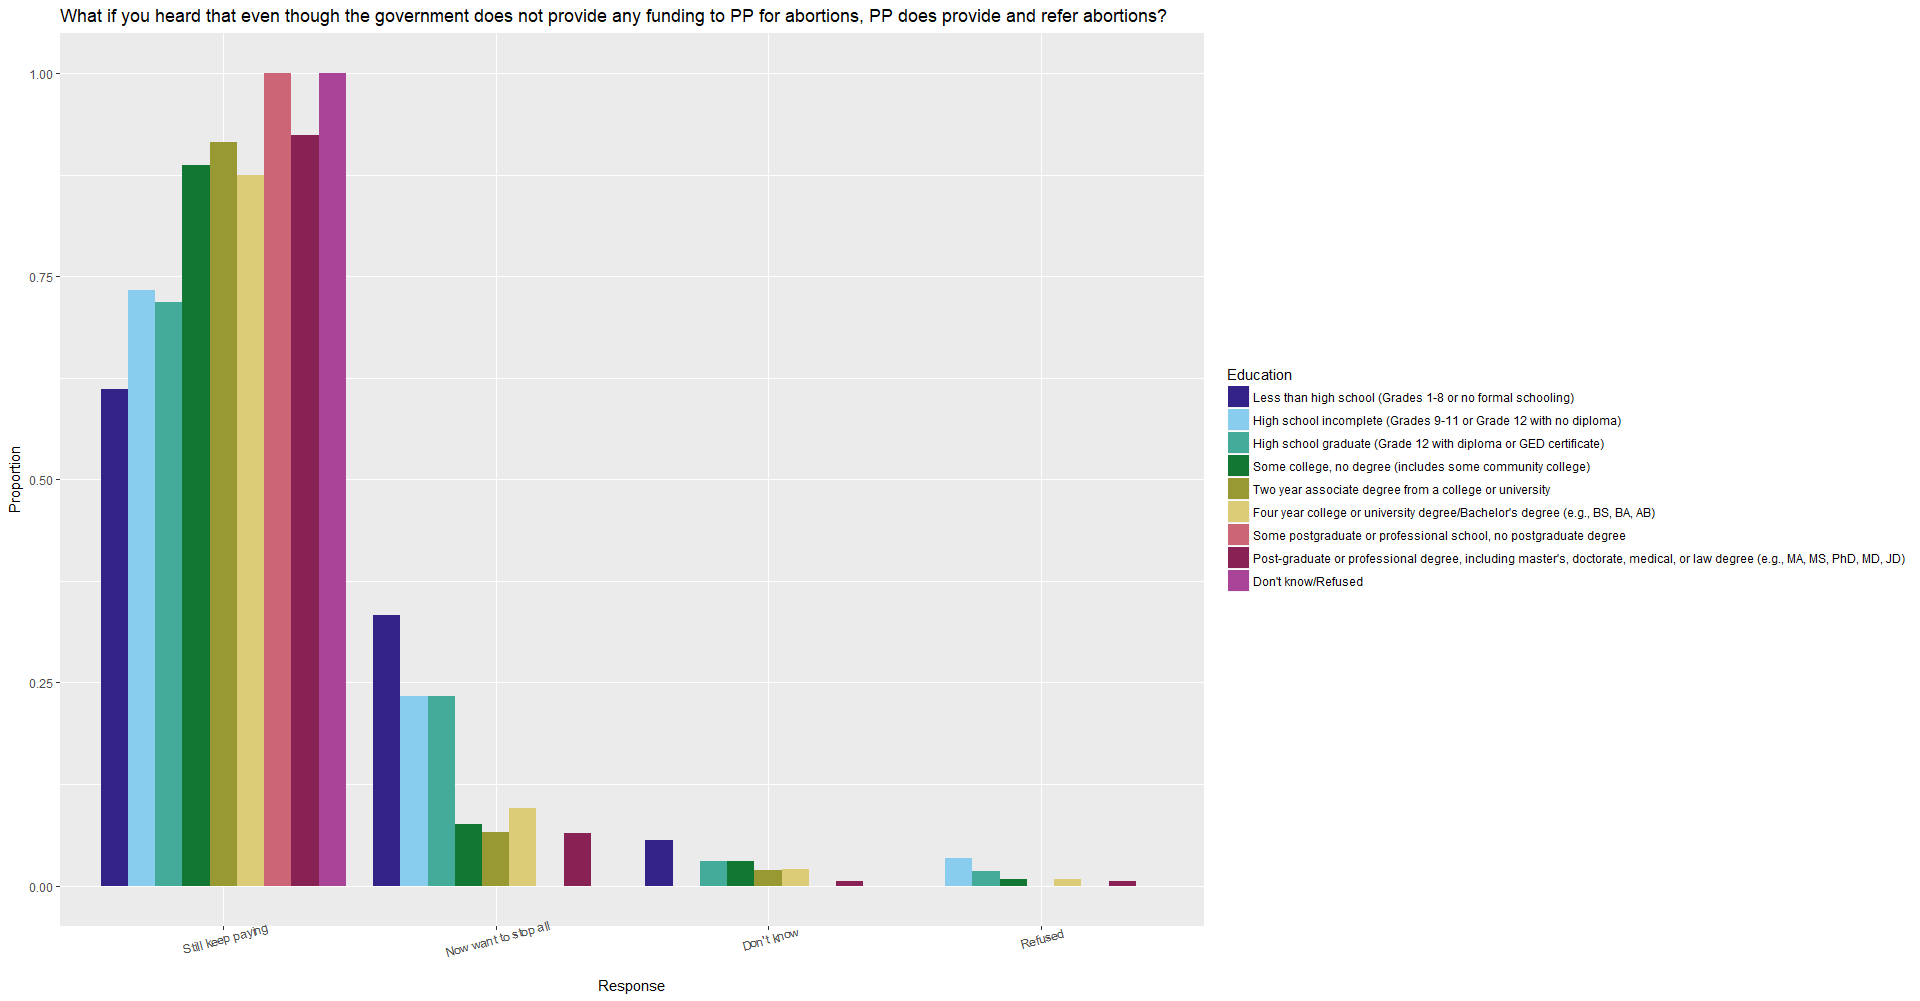 What if you heard that even though the government does not provide any funding to PP for abortions, PP does provide and refer abortions?
Proportion
1.00
0.75
0.50
0.25
0.00
Still keep paying
Now want to stop all
Don't know
Refused
Response
Education
Less than high school (Grades 1-8 or no formal schooling)
High school incomplete (Grades 9-11 or Grade 12 with no diploma)
High school graduate (Grade 12 with diploma or GED certificate)
Some college, no degree (includes some community college)
Two year associate degree from a college or university
Four year college or university degree/Bachelor's degree (e.g., BS, BA, AB)
Some postgraduate or professional school, no postgraduate degree
Post-graduate or professional degree, including master's, doctorate, medical, or law degree (e.g., MA, MS, PhD, MD, JD)
Don't know/Refused